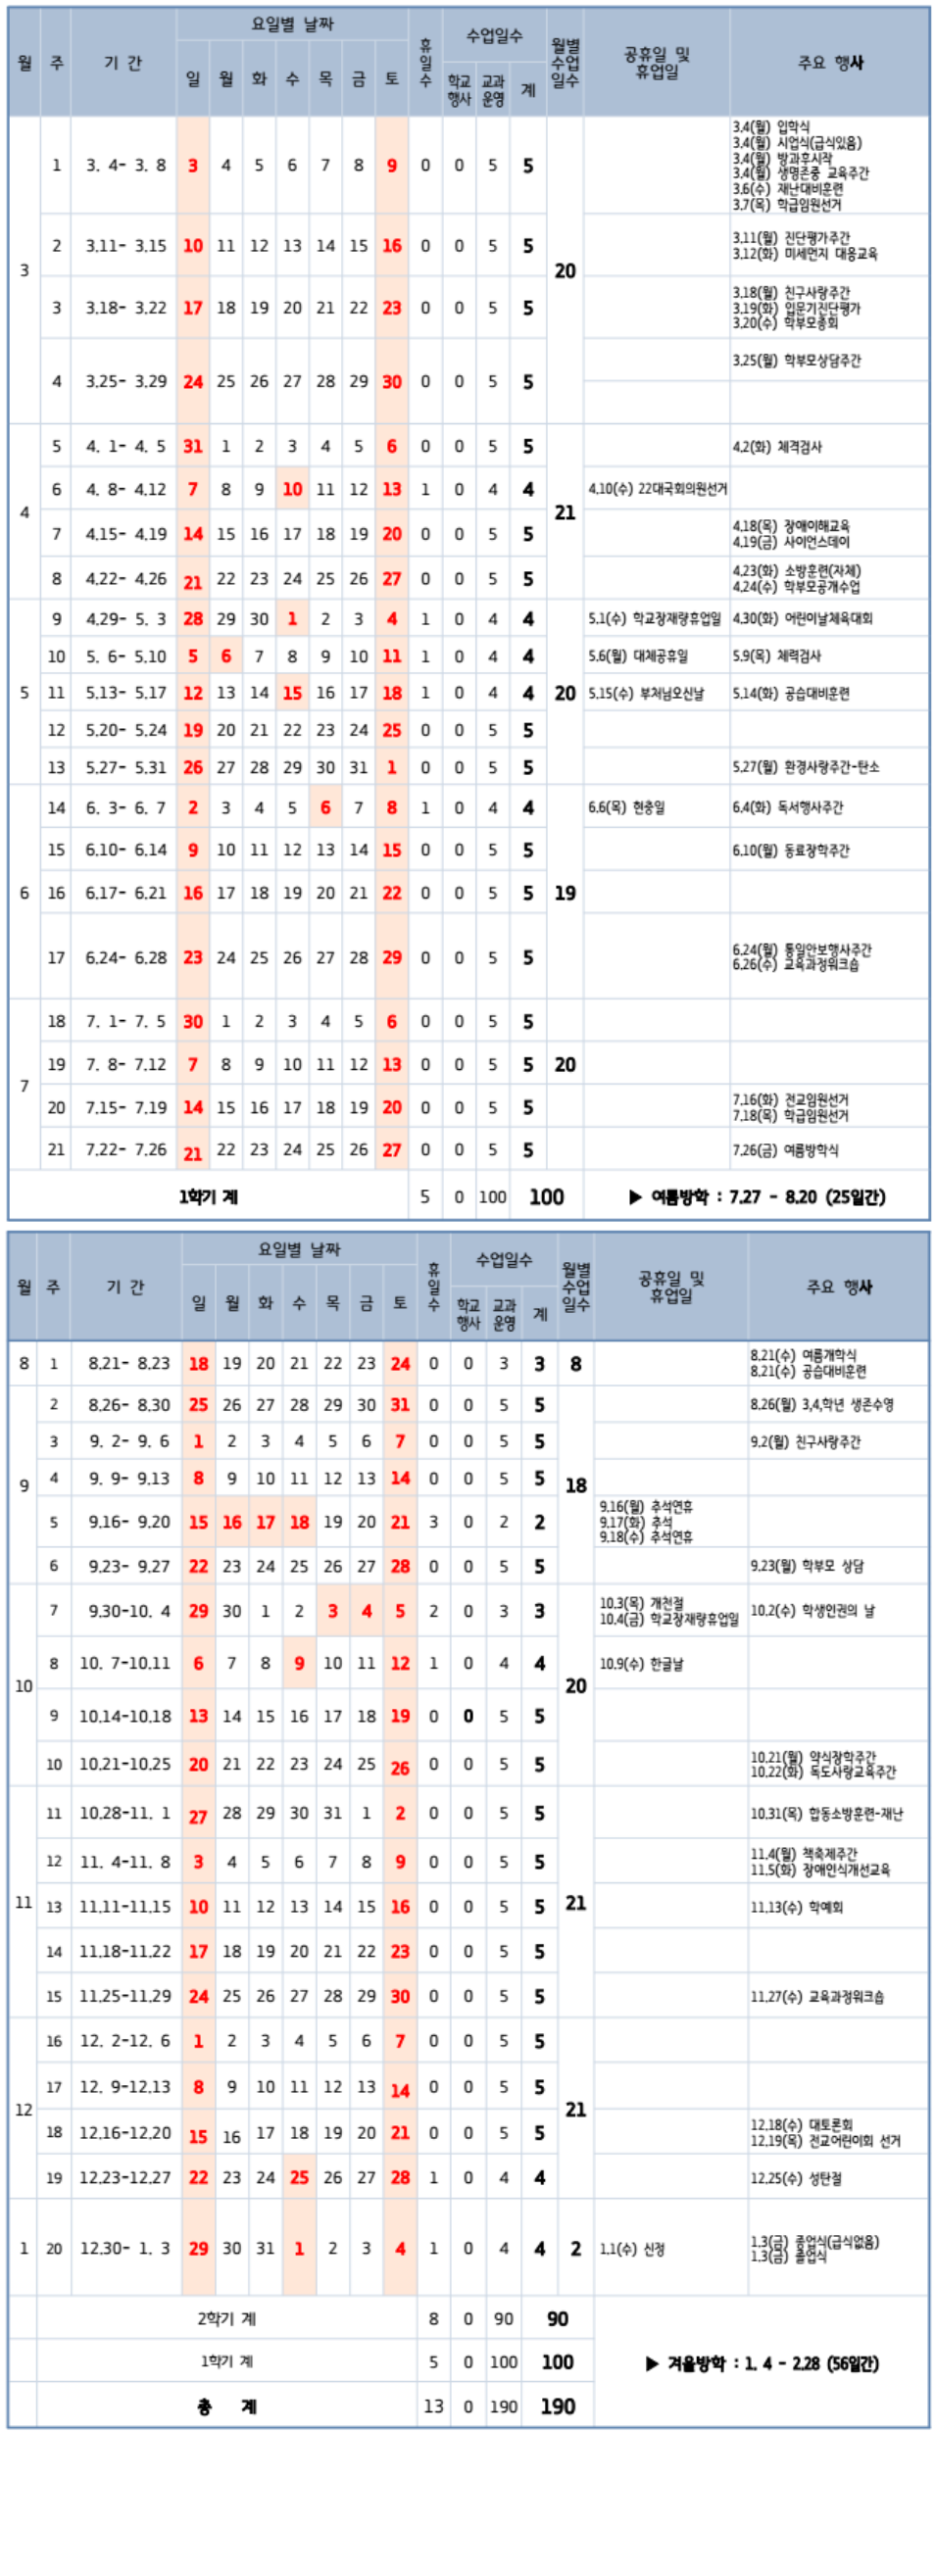 월 주 기 간 요일별 날짜 휴일수 수업일수 월별수업일수 공휴일 및 휴업일 주요 행사
일 월 화 수 목 금 토 학교행사 교과운영 계
3 1 3. 4- 3. 8 3 4 5 6 7 8 9 0 0 5 5 20
3.4(월) 입학식
3.4(월) 시업식(급식있음)
3.4(월) 방과후시작
3.4(월) 생명존중 교육주간
3.6(수) 재난대비훈련
3.7(목) 학급임원선거
2 3.11- 3.15 10 11 12 13 14 15 16 0 0 5 5
3.11(월) 진단평가주간
3.12(화) 미세먼지 대응교육
3 3.18- 3.22 17 18 19 20 21 22 23 0 0 5 5
3.18(월) 친구사랑주간
3.19(화) 입문기진단평가
3.20(수) 학부모총회
4 3.25- 3.29 24 25 26 27 28 29 30 0 0 5 5
3.25(월) 학부모상담주간
4 5 4. 1- 4. 5 31 1 2 3 4 5 6 0 0 5 5 21 4.2(화) 체격검사
6 4. 8- 4.12 7 8 9 10 11 12 13 1 0 4 4 4.10(수) 22대국회의원선거
7 4.15- 4.19 14 15 16 17 18 19 20 0 0 5 5
4.18(목) 장애이해교육
4.19(금) 사이언스데이
8 4.22- 4.26 21 22 23 24 25 26 27 0 0 5 5
4.23(화) 소방훈련(자체)
4.24(수) 학부모공개수업
5 9 4.29- 5. 3 28 29 30 1 2 3 4 1 0 4 4 20 5.1(수) 학교장재량휴업일 4.30(화) 어린이날체육대회
10 5. 6- 5.10 5 6 7 8 9 10 11 1 0 4 4 5.6(월) 대체공휴일 5.9(목) 체력검사
11 5.13- 5.17 12 13 14 15 16 17 18 1 0 4 4 5.15(수) 부처님오신날 5.14(화) 공습대비훈련
12 5.20- 5.24 19 20 21 22 23 24 25 0 0 5 5
13 5.27- 5.31 26 27 28 29 30 31 1 0 0 5 5 5.27(월) 환경사랑주간-탄소
6 14 6. 3- 6. 7 2 3 4 5 6 7 8 1 0 4 4 19 6.6(목) 현충일 6.4(화) 독서행사주간
15 6.10- 6.14 9 10 11 12 13 14 15 0 0 5 5 6.10(월) 동료장학주간
16 6.17- 6.21 16 17 18 19 20 21 22 0 0 5 5
17 6.24- 6.28 23 24 25 26 27 28 29 0 0 5 5
6.24(월) 통일안보행사주간
6.26(수) 교육과정워크숍
7 18 7. 1- 7. 5 30 1 2 3 4 5 6 0 0 5 5 20
19 7. 8- 7.12 7 8 9 10 11 12 13 0 0 5 5
20 7.15- 7.19 14 15 16 17 18 19 20 0 0 5 5
7.16(화) 전교임원선거
7.18(목) 학급임원선거
21 7.22- 7.26 21 22 23 24 25 26 27 0 0 5 5 7.26(금) 여름방학식
1학기 계 5 0 100 100 ▶ 여름방학 : 7.27 - 8.20 (25일간)
월 주 기 간 요일별 날짜 휴일수 수업일수 월별수업일수 공휴일 및 휴업일 주요 행사
일 월 화 수 목 금 토 학교행사 교과운영 계
8 1 8.21- 8.23 18 19 20 21 22 23 24 0 0 3 3 8
8.21(수) 여름개학식
8.21(수) 공습대비훈련
9 2 8.26- 8.30 25 26 27 28 29 30 31 0 0 5 5 18 8.26(월) 3,4,학년 생존수영
3 9. 2- 9. 6 1 2 3 4 5 6 7 0 0 5 5 9.2(월) 친구사랑주간
4 9. 9- 9.13 8 9 10 11 12 13 14 0 0 5 5
5 9.16- 9.20 15 16 17 18 19 20 21 3 0 2 2
9.16(월) 추석연휴
9.17(화) 추석
9.18(수) 추석연휴
6 9.23- 9.27 22 23 24 25 26 27 28 0 0 5 5 9.23(월) 학부모 상담
10 7 9.30-10. 4 29 30 1 2 3 4 5 2 0 3 3 20
10.3(목) 개천절
10.4(금) 학교장재량휴업일
10.2(수) 학생인권의 날
8 10. 7-10.11 6 7 8 9 10 11 12 1 0 4 4 10.9(수) 한글날
9 10.14-10.18 13 14 15 16 17 18 19 0 0 5 5
10 10.21-10.25 20 21 22 23 24 25 26 0 0 5 5
10.21(월) 약식장학주간
10.22(화) 독도사랑교육주간
11 11 10.28-11. 1 27 28 29 30 31 1 2 0 0 5 5 21 10.31(목) 합동소방훈련-재난
12 11. 4-11. 8 3 4 5 6 7 8 9 0 0 5 5
11.4(월) 책축제주간
11.5(화) 장애인식개선교육
13 11.11-11.15 10 11 12 13 14 15 16 0 0 5 5 11.13(수) 학예회
14 11.18-11.22 17 18 19 20 21 22 23 0 0 5 5
15 11.25-11.29 24 25 26 27 28 29 30 0 0 5 5 11.27(수) 교육과정워크숍
12 16 12. 2-12. 6 1 2 3 4 5 6 7 0 0 5 5 21
17 12. 9-12.13 8 9 10 11 12 13 14 0 0 5 5
18 12.16-12.20 15 16 17 18 19 20 21 0 0 5 5
12.18(수) 대토론회
12.19(목) 전교어린이회 선거
19 12.23-12.27 22 23 24 25 26 27 28 1 0 4 4 12.25(수) 성탄절
1 20 12.30- 1. 3 29 30 31 1 2 3 4 1 0 4 4 2 1.1(수) 신정
1.3(금) 종업식(급식없음)
1.3(금) 졸업식
2학기 계 8 0 90 90
1학기 계 5 0 100 100 ▶ 겨울방학 : 1. 4 - 2.28 (56일간)
총 계 13 0 190 190